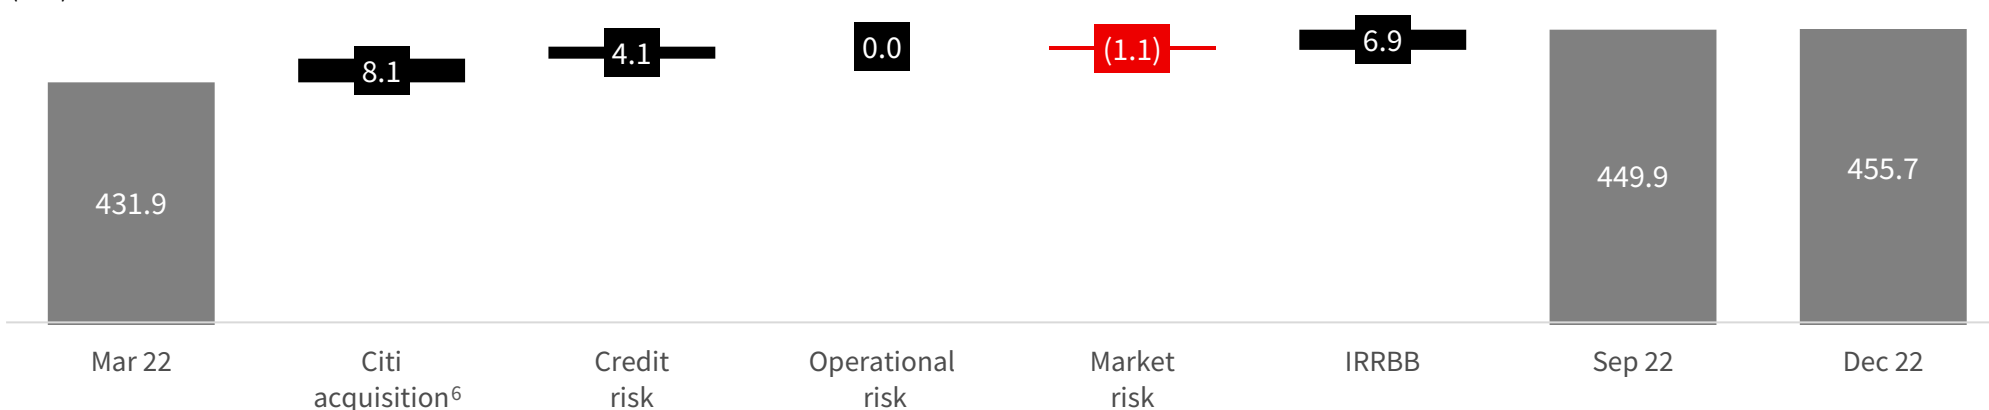 431.9
8.1
4.1
0.0
(1.1)
6.9
449.9
455.7
Mar 22
Citi
acquisition6
Credit
risk
Operational
risk
Market
risk
IRRBB
Sep 22
Dec 22